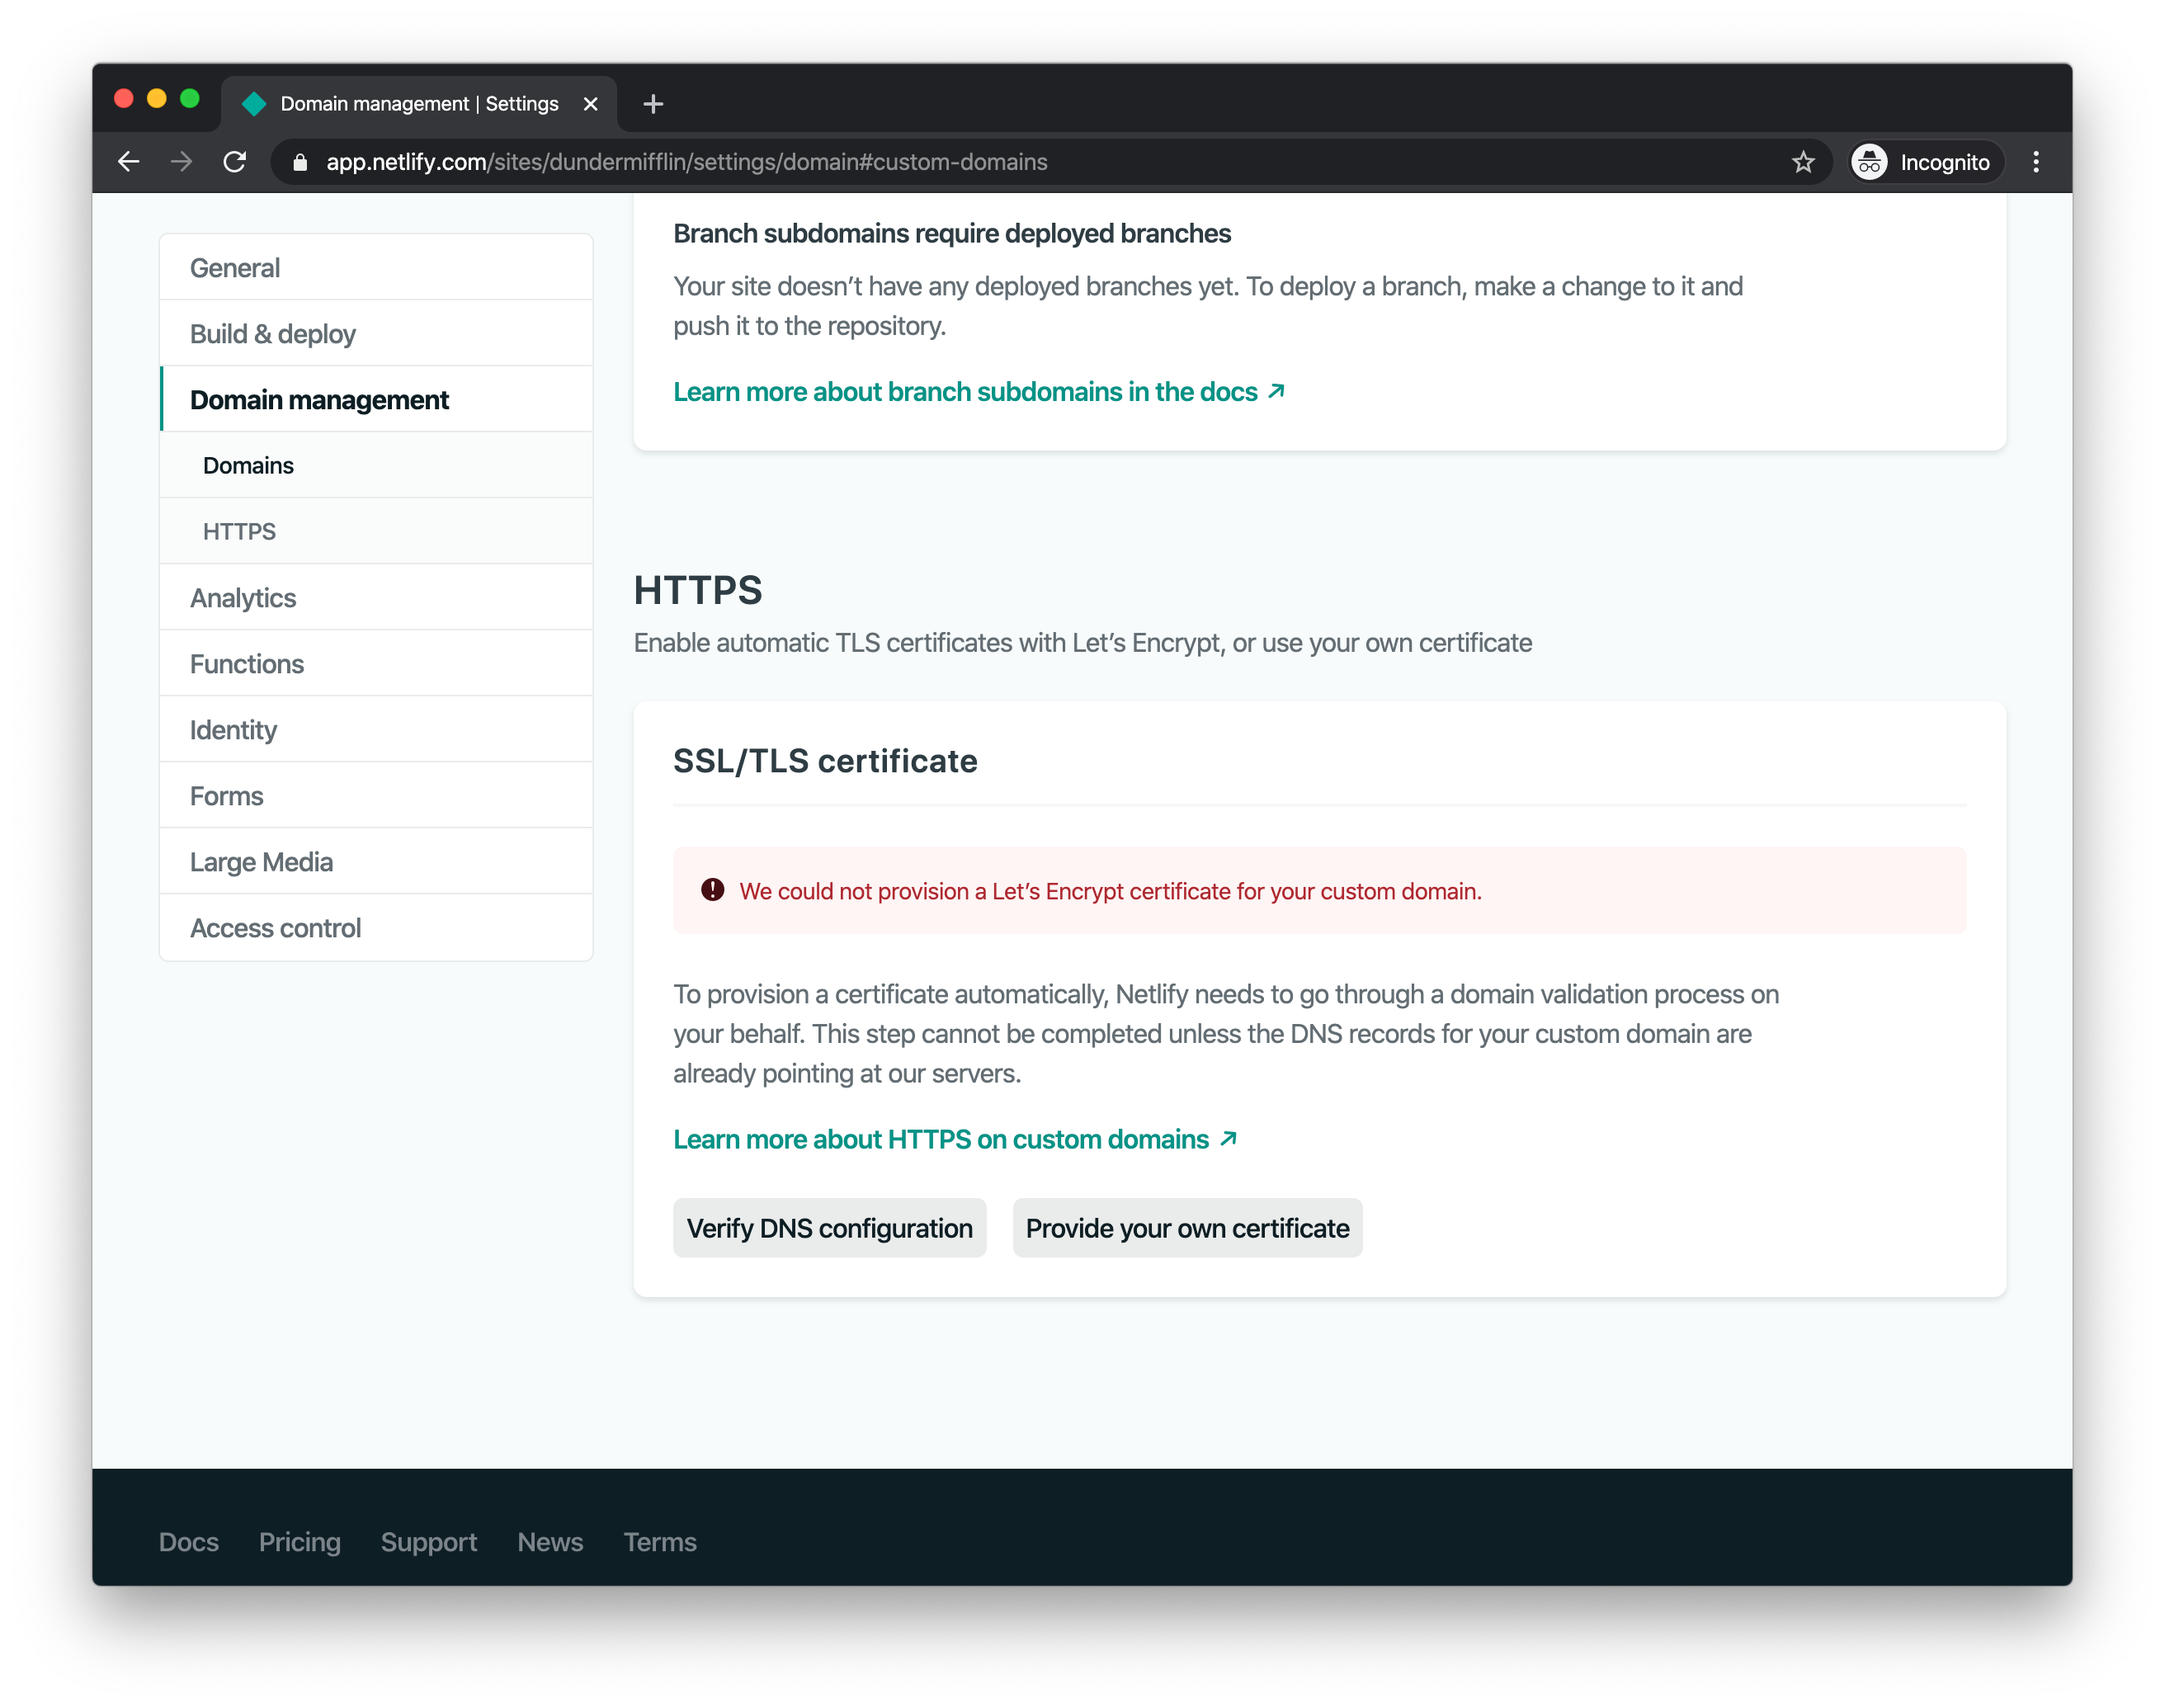 Domain management | Settings
app.netlify.com/sites/dundermifflin/settings/domain#custom-domains
Incognito
General
Build & deploy
Domain management
Domains
HTTPS
Analytics
Functions
Identity
Forms
Large Media
Access control
Branch subdomains require deployed branches
Your site doesn’t have any deployed branches yet. To deploy a branch, make a change to it and
push it to the repository.
Learn more about branch subdomains in the docs
HTTPS
Enable automatic TLS certificates with Let’s Encrypt, or use your own certificate
SSL/TLS certificate
We could not provision a Let’s Encrypt certificate for your custom domain.
To provision a certificate automatically, Netlify needs to go through a domain validation process on
your behalf. This step cannot be completed unless the DNS records for your custom domain are
already pointing at our servers.
Learn more about HTTPS on custom domains
Verify DNS configuration
Provide your own certificate
Docs Pricing Support News Terms